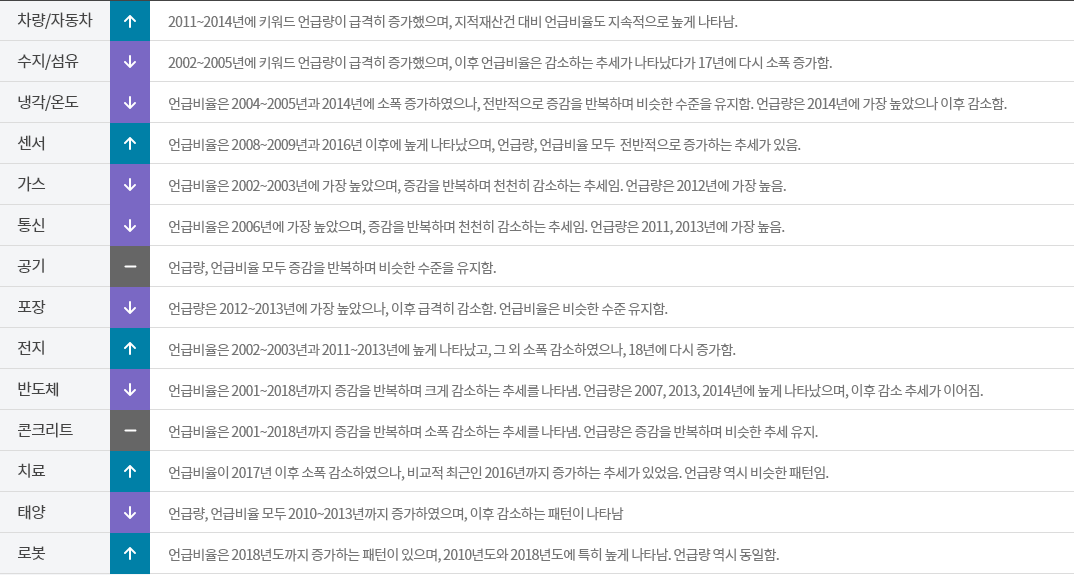 차량/자동차 ↑ 2011~2014년에 키워드 언급량이 급격히 증가했으며, 지적재산건 대비 언급비율도 지속적으로 높게 나타남.
수지/섬유 ↓ 2002~2005년에 키워드 언급량이 급격히 증가했으며, 이후 언급비율은 감소하는 추세가 나타났다가 17년에 다시 소폭 증가함.
냉각/온도 ↓ 언급비율은 2004~2005년과 2014년에 소폭 증가하였으나, 전반적으로 증감을 반복하며 비슷한 수준을 유지함. 언급량은 2014년에 가장 높았으나 이후 감소함.
센서 ↑ 언급비율은 2008~2009년과 2016년 이후에 높게 나타났으며, 언급량, 언급비율 모두 전반적으로 증가하는 추세가 있음.
가스 ↓ 언급비율은 2002~2003년에 가장 높았으며, 증감을 반복하며 천천히 감소하는 추세임. 언급량은 2012년에 가장 높음.
통신 ↓ 언급비율은 2006년에 가장 높았으며, 증감을 반복하며 천천히 감소하는 추세임. 언급량은 2011, 2013년에 가장 높음.
공기 − 언급량, 언급비율 모두 증감을 반복하며 비슷한 수준을 유지함.
포장 ↓ 언급량은 2012~2013년에 가장 높았으나, 이후 급격히 감소함. 언급비율은 비슷한 수준 유지함.
전지 ↑ 언급비율은 2002~2003년과 2011~2013년에 높게 나타났고, 그 외 소폭 감소하였으나, 18년에 다시 증가함.
반도체 ↓ 언급비율은 2001~2018년까지 증감을 반복하며 크게 감소하는 추세를 나타냄. 언급량은 2007, 2013, 2014년에 높게 나타났으며, 이후 감소 추세가 이어짐.
콘크리트 − 언급비율은 2001~2018년까지 증감을 반복하며 소폭 감소하는 추세를 나타냄. 언급량은 증감을 반복하며 비슷한 추세 유지.
치료 ↑ 언급비율이 2017년 이후 소폭 감소하였으나, 비교적 최근인 2016년까지 증가하는 추세가 있었음. 언급량 역시 비슷한 패턴임.
태양 ↓ 언급량, 언급비율 모두 2010~2013년까지 증가하였으며, 이후 감소하는 패턴이 나타남
로봇 ↑ 언급비율은 2018년도까지 증가하는 패턴이 있으며, 2010년도와 2018년도에 특히 높게 나타남. 언급량 역시 동일함.